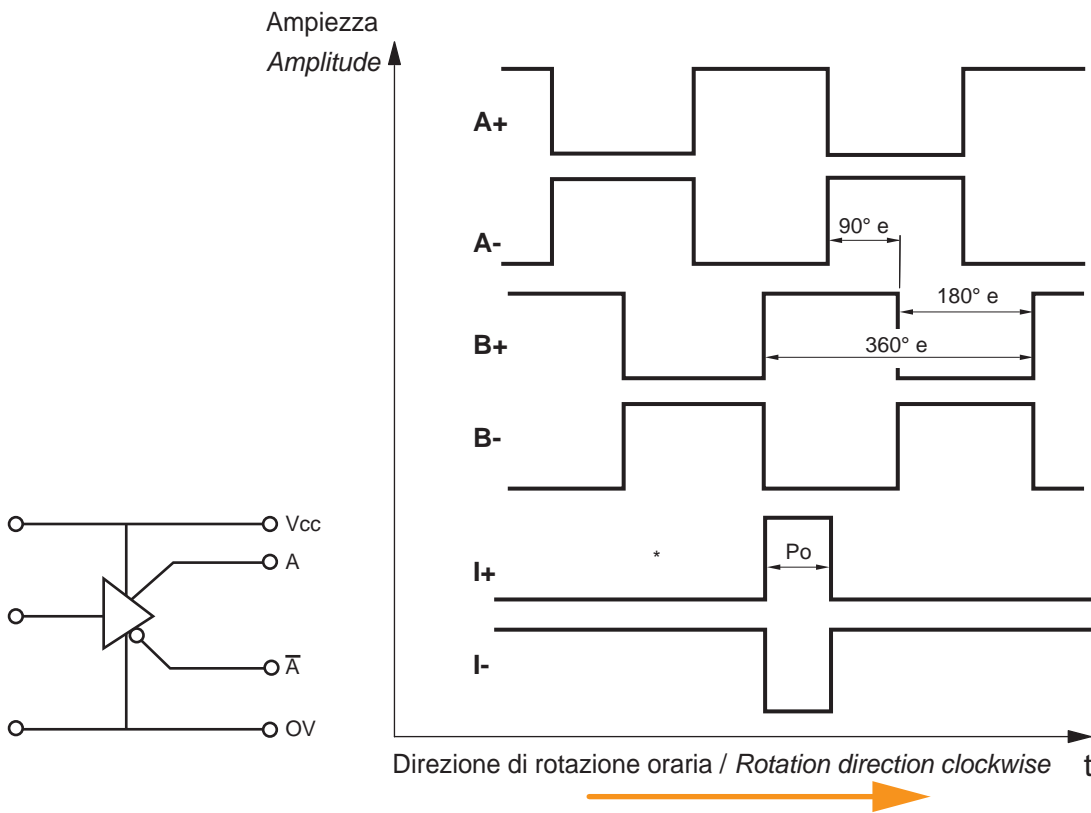 Ampiezza
Amplitude
A+
A-
90° e
180° e
B+
360° e
B-
Vcc
A
*
Po
I+
I-
A̅
OV
Direzione di rotazione oraria / Rotation direction clockwise
t